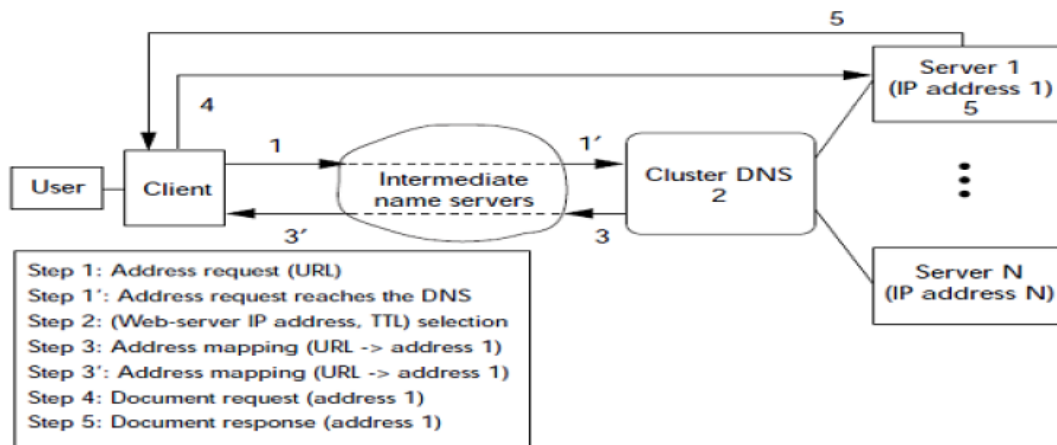 5
Server 1
(IP address 1)
5
4
1
1′
User
Client
Intermediate
name servers
Cluster DNS
2
3′
3
Server N
(IP address N)
Step 1: Address request (URL)
Step 1′: Address request reaches the DNS
Step 2: (Web-server IP address, TTL) selection
Step 3: Address mapping (URL -> address 1)
Step 3′: Address mapping (URL -> address 1)
Step 4: Document request (address 1)
Step 5: Document response (address 1)